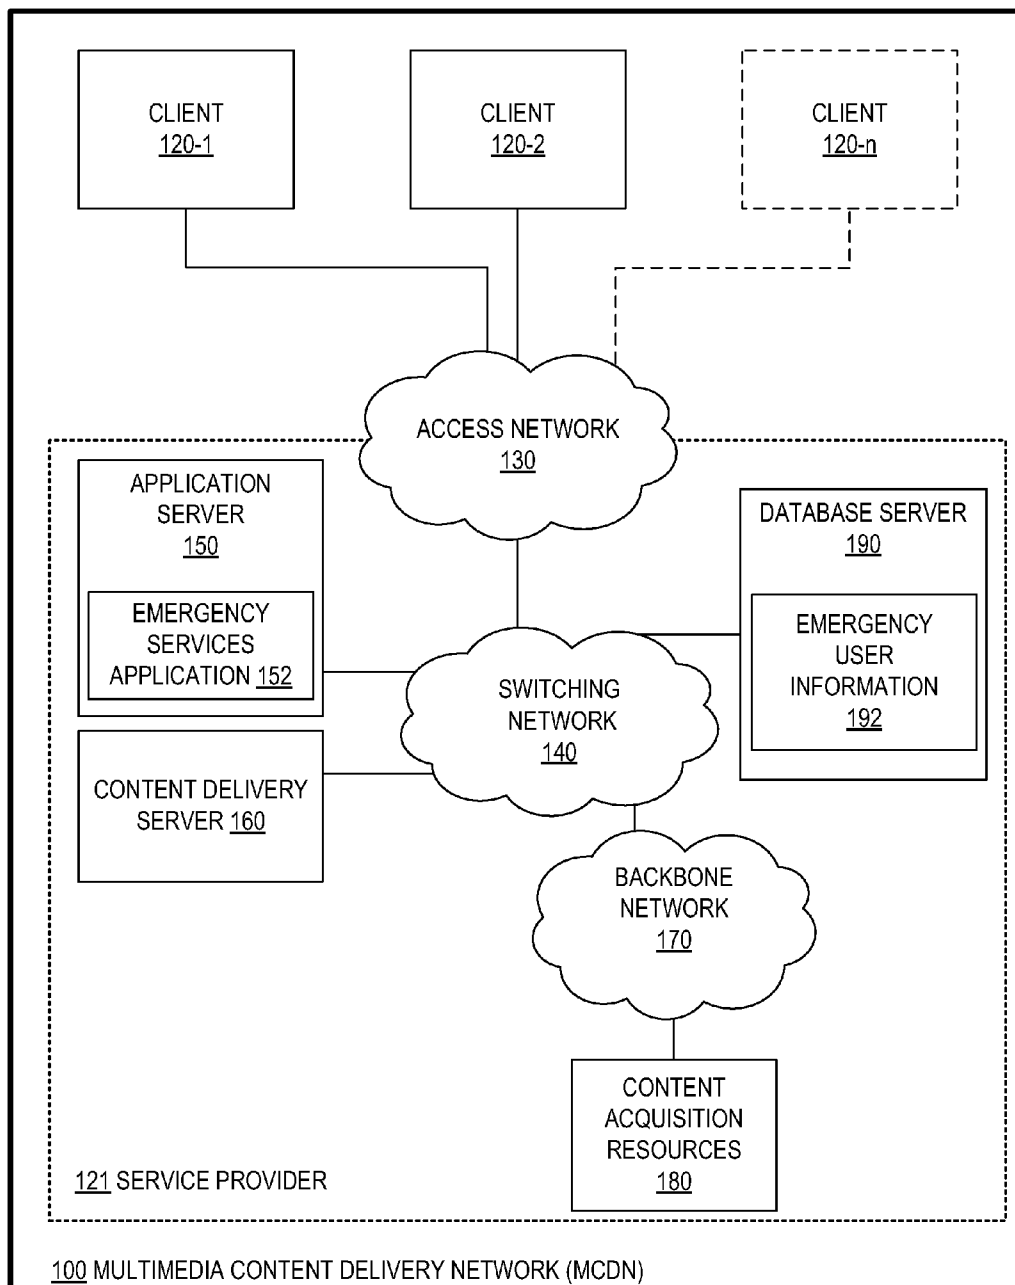 CLIENT
120-1
CLIENT
120-2
CLIENT
120-n
ACCESS NETWORK
130
APPLICATION
SERVER
150
EMERGENCY
SERVICES
APPLICATION 152
DATABASE SERVER
190
EMERGENCY
USER
INFORMATION
192
SWITCHING
NETWORK
140
CONTENT DELIVERY
SERVER 160
BACKBONE
NETWORK
170
CONTENT
ACQUISITION
RESOURCES
180
121 SERVICE PROVIDER
100 MULTIMEDIA CONTENT DELIVERY NETWORK (MCDN)